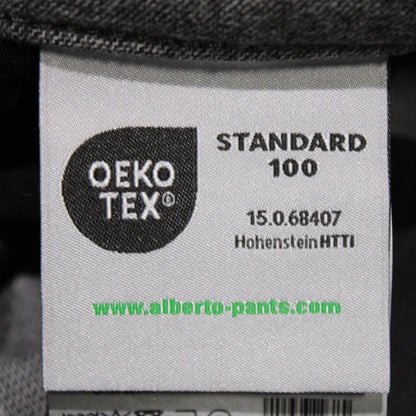 OEKO
TEX®
STANDARD
100
15.0.68407
Hohenstein HTTI
www.alberto-pants.com